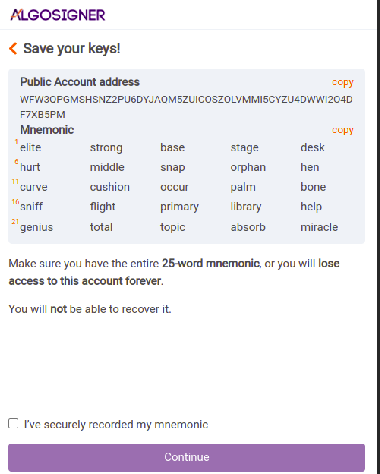 ALGOSIGNER
Save your keys!
Public Account address copy
WFW3OPGMSHSNZ2PU6DYJAOM5ZUICOSZOLVMMI5CYZU4DWWI2O4D
F7XB5PM
Mnemonic copy
1 elite strong base stage desk
6 hurt middle snap orphan hen
11 curve cushion occur palm bone
16 sniff flight primary library help
21 genius total topic absorb miracle
Make sure you have the entire 25-word mnemonic, or you will lose
access to this account forever.
You will not be able to recover it.
I've securely recorded my mnemonic
Continue